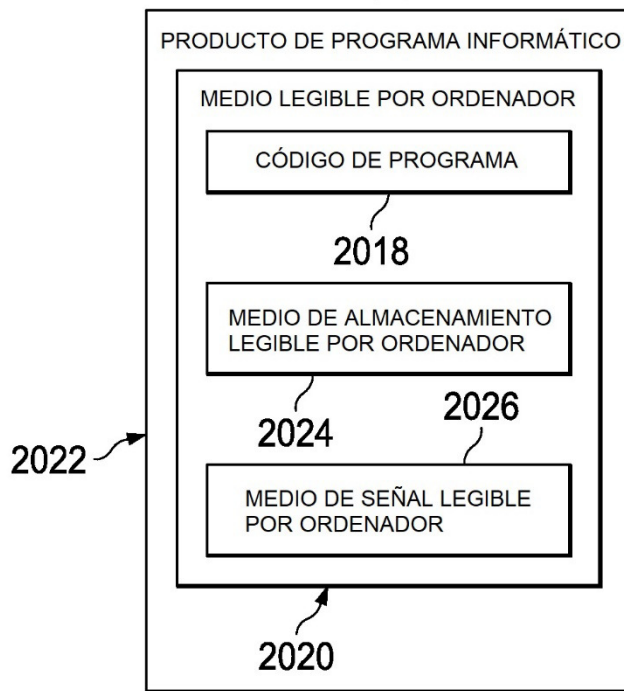 PRODUCTO DE PROGRAMA INFORMÁTICO
MEDIO LEGIBLE POR ORDENADOR
CÓDIGO DE PROGRAMA
2018
MEDIO DE ALMACENAMIENTO
LEGIBLE POR ORDENADOR
2024
2026
2022
MEDIO DE SEÑAL LEGIBLE
POR ORDENADOR
2020